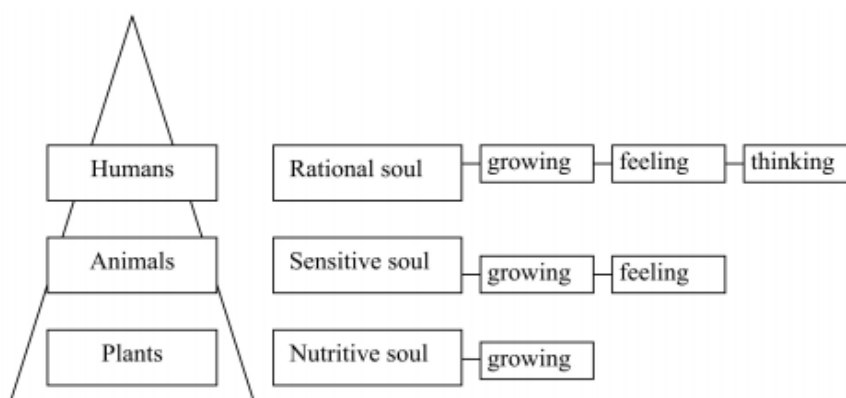 Humans Rational soul growing feeling thinking
Animals Sensitive soul growing feeling
Plants Nutritive soul growing